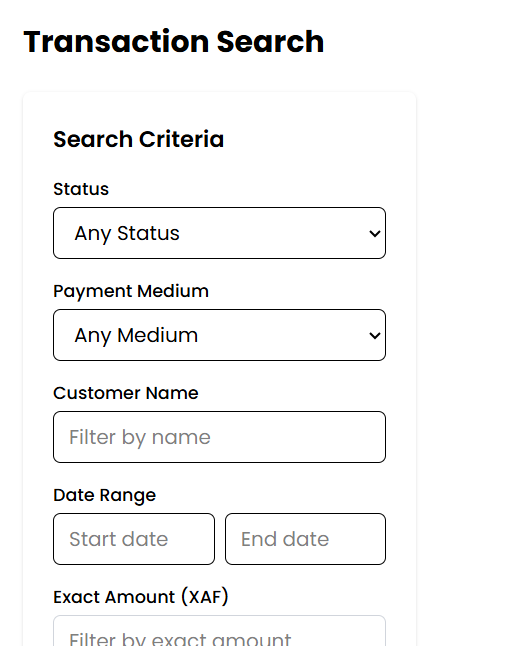 Transaction Search
Search Criteria
Status
Any Status
Payment Medium
Any Medium
Customer Name
Filter by name
Date Range
Start date End date
Exact Amount (XAF)
Filter by exact amount